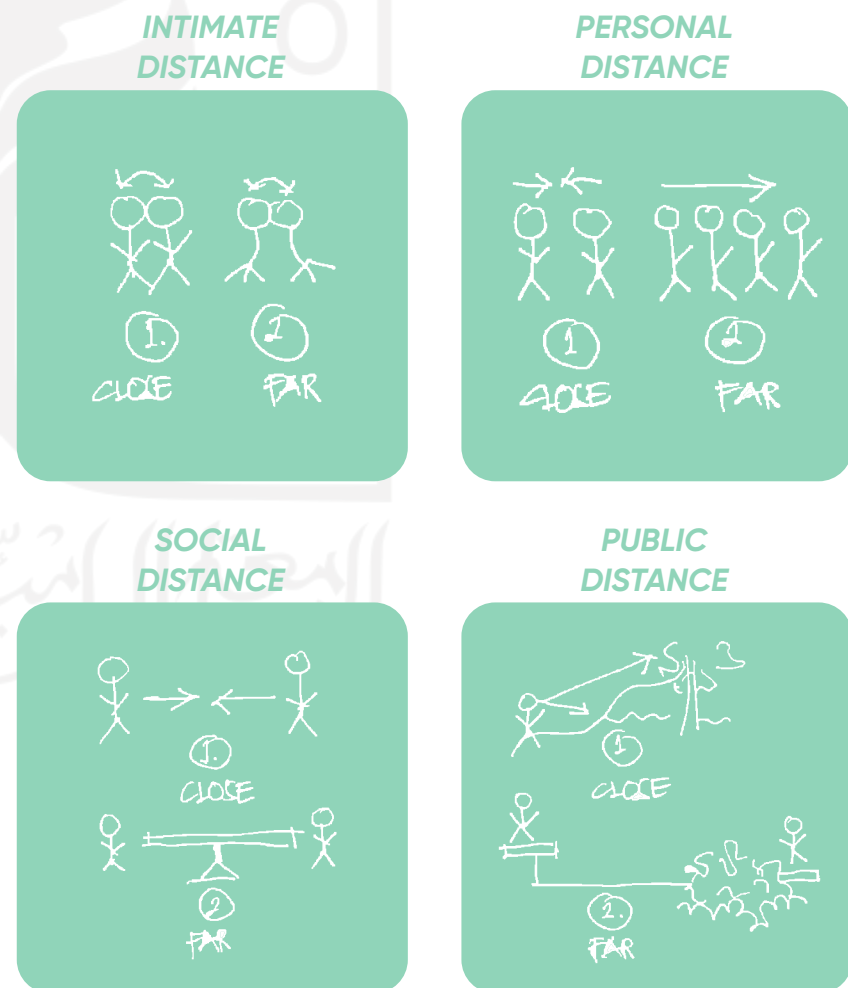 INTIMATE
DISTANCE
1.
2
CLOSE
FAR
PERSONAL
DISTANCE
1
2
CLOSE
FAR
SOCIAL
DISTANCE
1.
CLOSE
2
FAR
PUBLIC
DISTANCE
1
CLOSE
2.
FAR